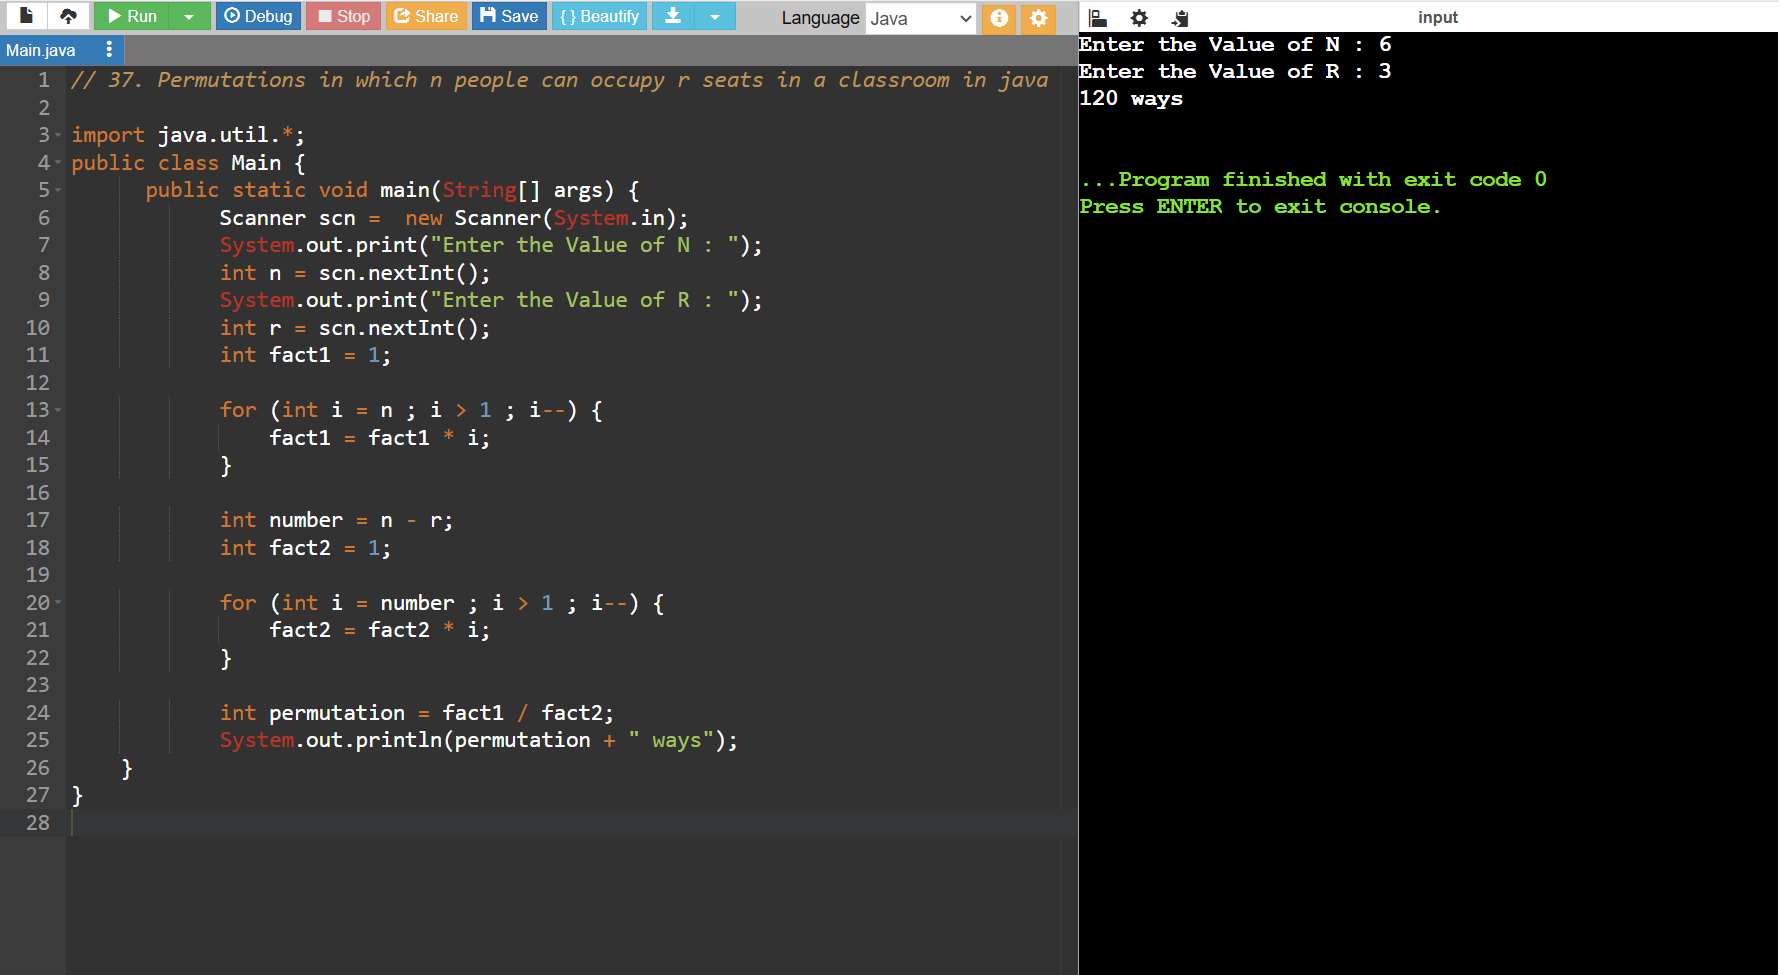 Run Debug Stop Share Save { } Beautify Language Java
Main.java
1 // 37. Permutations in which n people can occupy r seats in a classroom in java
2
3 import java.util.*;
4 public class Main {
5 public static void main(String[] args) {
6 Scanner scn =  new Scanner(System.in);
7 System.out.print("Enter the Value of N : ");
8 int n = scn.nextInt();
9 System.out.print("Enter the Value of R : ");
10 int r = scn.nextInt();
11 int fact1 = 1;
12
13 for (int i = n ; i > 1 ; i--) {
14 fact1 = fact1 * i;
15 }
16
17 int number = n - r;
18 int fact2 = 1;
19
20 for (int i = number ; i > 1 ; i--) {
21 fact2 = fact2 * i;
22 }
23
24 int permutation = fact1 / fact2;
25 System.out.println(permutation + " ways");
26 }
27 }
28
input
Enter the Value of N : 6
Enter the Value of R : 3
120 ways
...Program finished with exit code 0
Press ENTER to exit console.